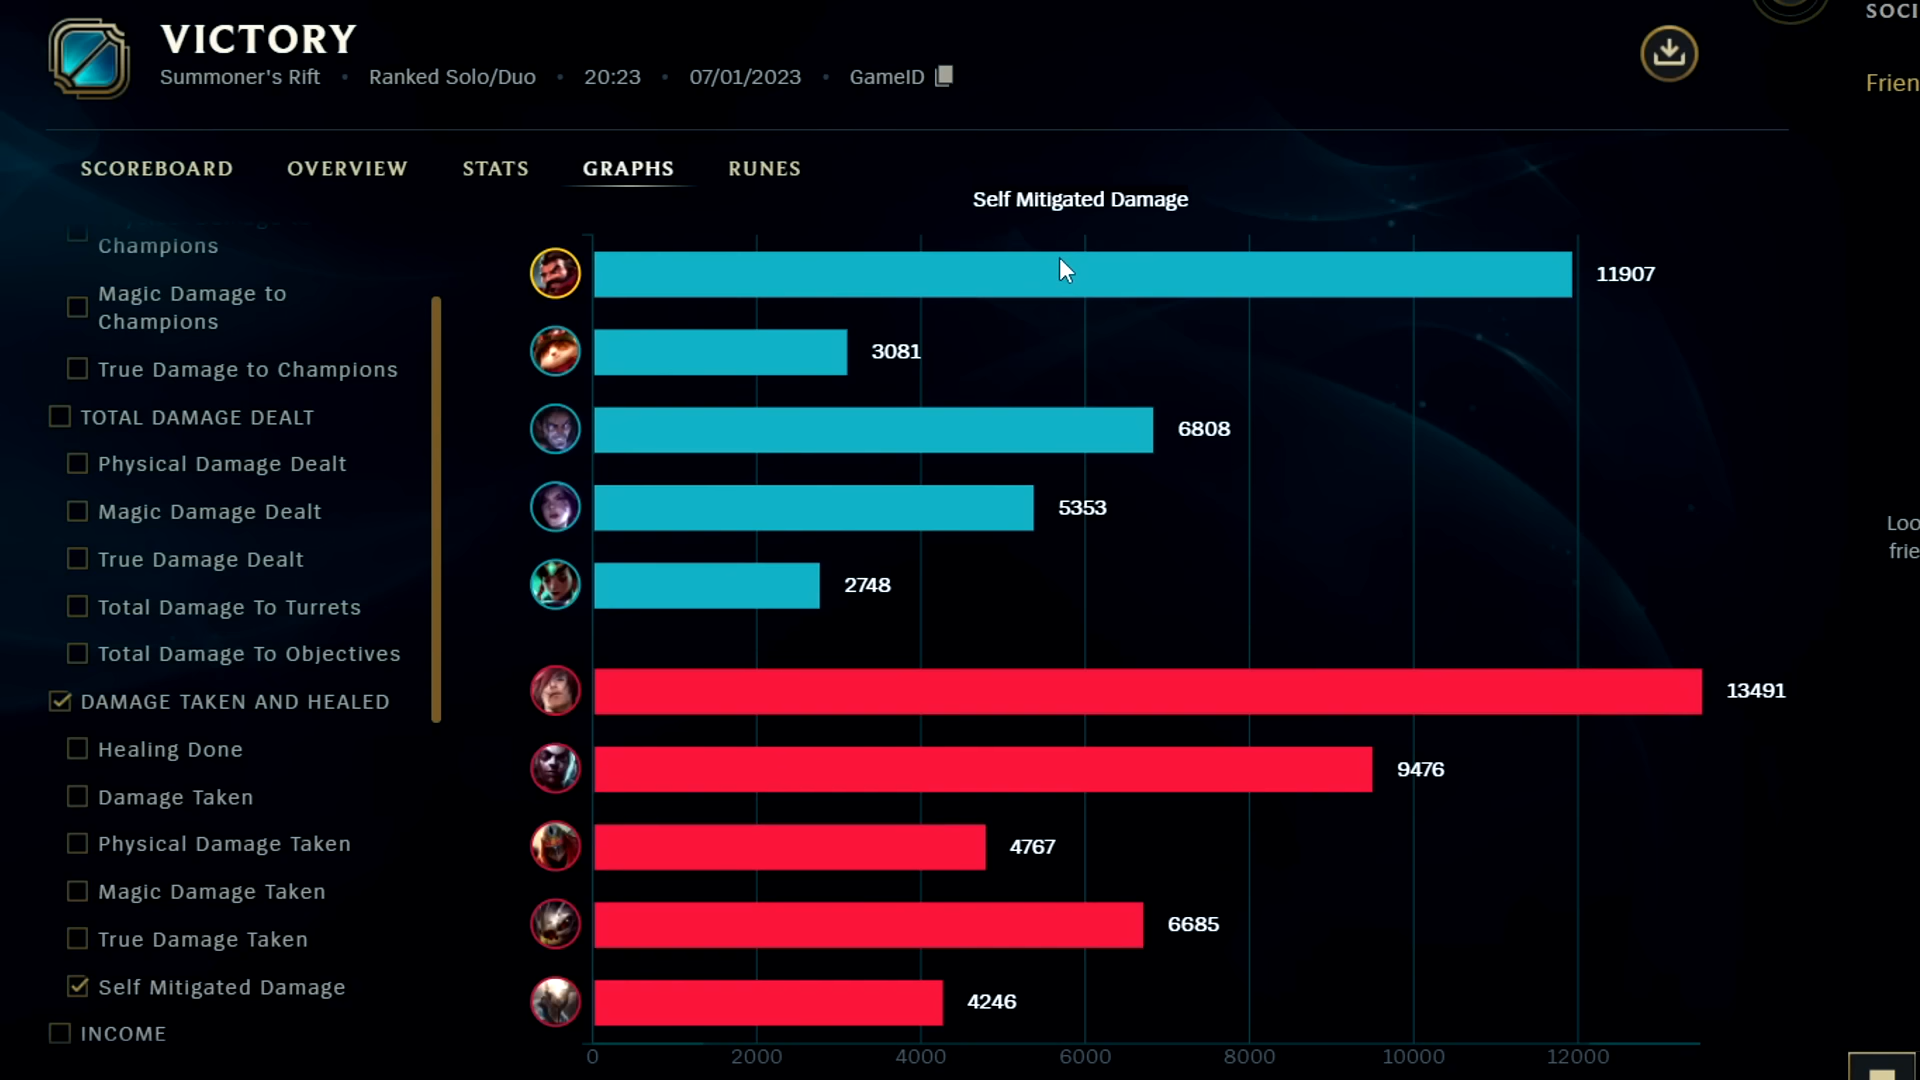 VICTORY
SOCI
Summoner's Rift • Ranked Solo/Duo • 20:23 • 07/01/2023 • GameID
Frien
SCOREBOARD OVERVIEW STATS GRAPHS RUNES
Self Mitigated Damage
Champions
Magic Damage to
Champions
True Damage to Champions
TOTAL DAMAGE DEALT
Physical Damage Dealt
Magic Damage Dealt
True Damage Dealt
Total Damage To Turrets
Total Damage To Objectives
DAMAGE TAKEN AND HEALED
Healing Done
Damage Taken
Physical Damage Taken
Magic Damage Taken
True Damage Taken
Self Mitigated Damage
INCOME
11907
3081
6808
5353
2748
13491
9476
4767
6685
4246
0 2000 4000 6000 8000 10000 12000
Loo
frie